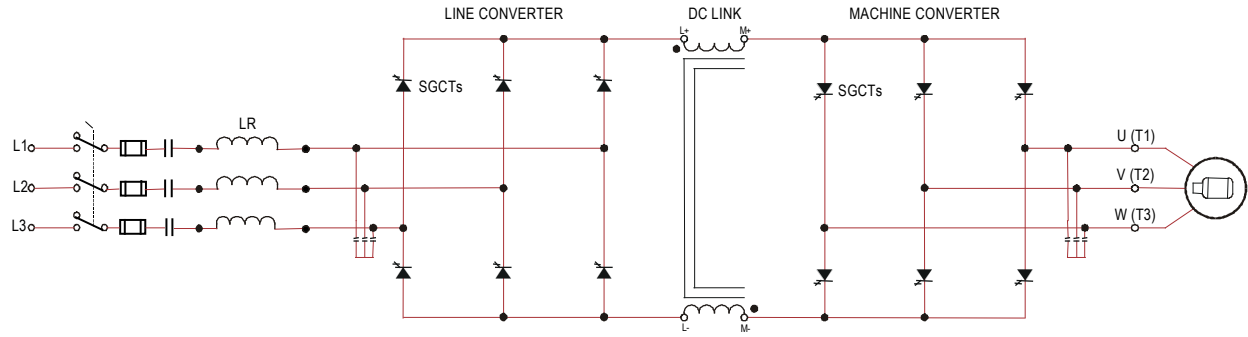 LINE CONVERTER
DC LINK
MACHINE CONVERTER
L+
M+
SGCTs
SGCTs
LR
L1
U (T1)
L2
V (T2)
L3
W (T3)
L-
M-